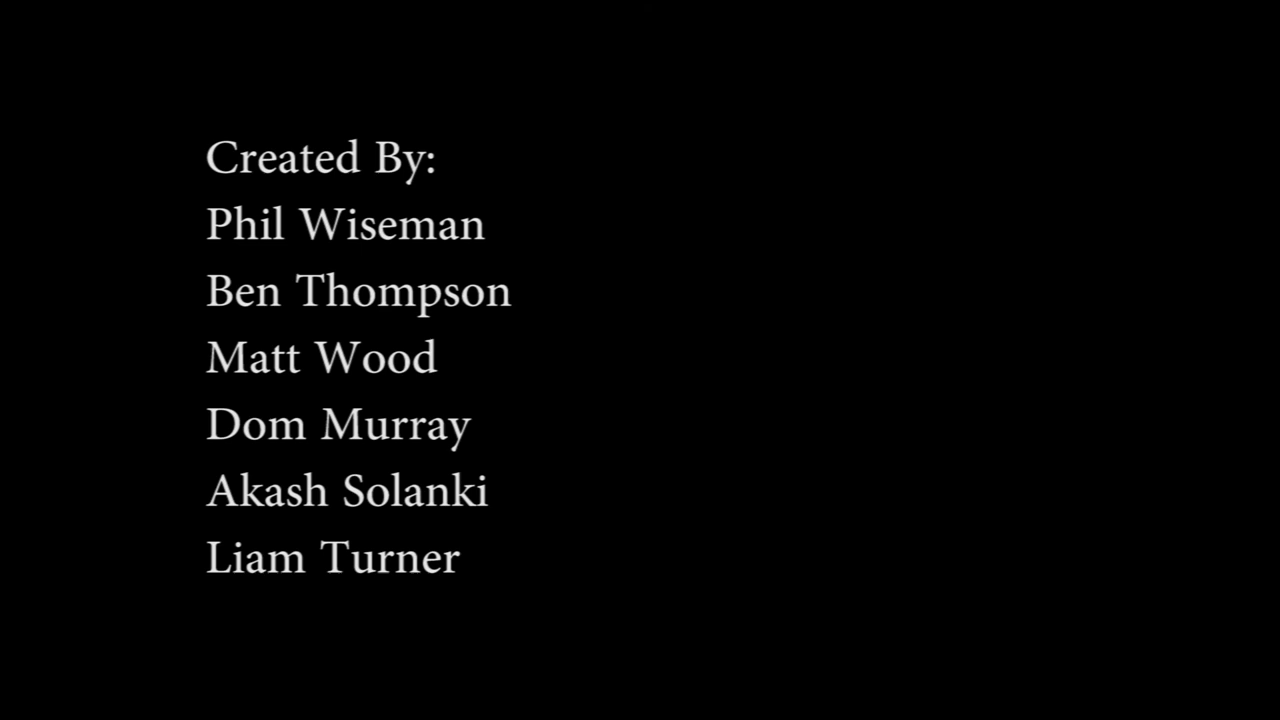 Created By:
Phil Wiseman
Ben Thompson
Matt Wood
Dom Murray
Akash Solanki
Liam Turner